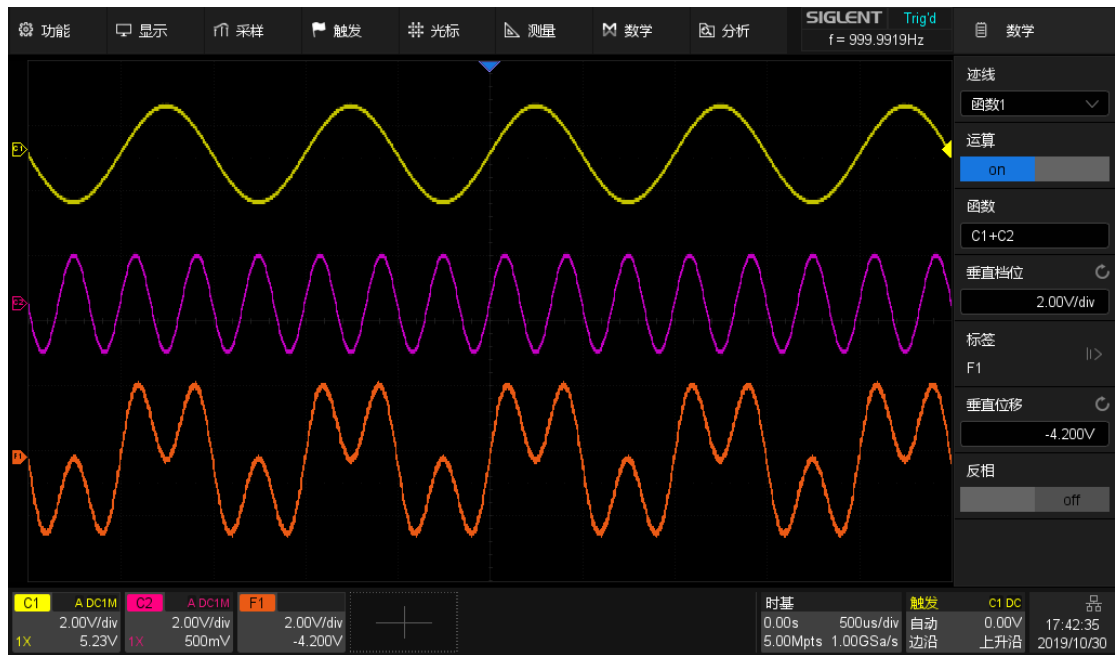 功能 显示 采样 触发 光标 测量 数学 分析 SIGLENT Trig'd
f = 999.9919Hz
数学
迹线
函数1
运算
on
函数
C1+C2
垂直档位
2.00V/div
标签
F1
垂直位移
-4.200V
反相
off
C1
C2
F1
C1 A DC1M
2.00V/div
1X 5.23V
C2 A DC1M
2.00V/div
1X 500mV
F1
2.00V/div
-4.200V
时基
0.00s 500us/div
5.00Mpts 1.00GSa/s
触发 C1 DC
自动 0.00V
边沿 上升沿
17:42:35
2019/10/30